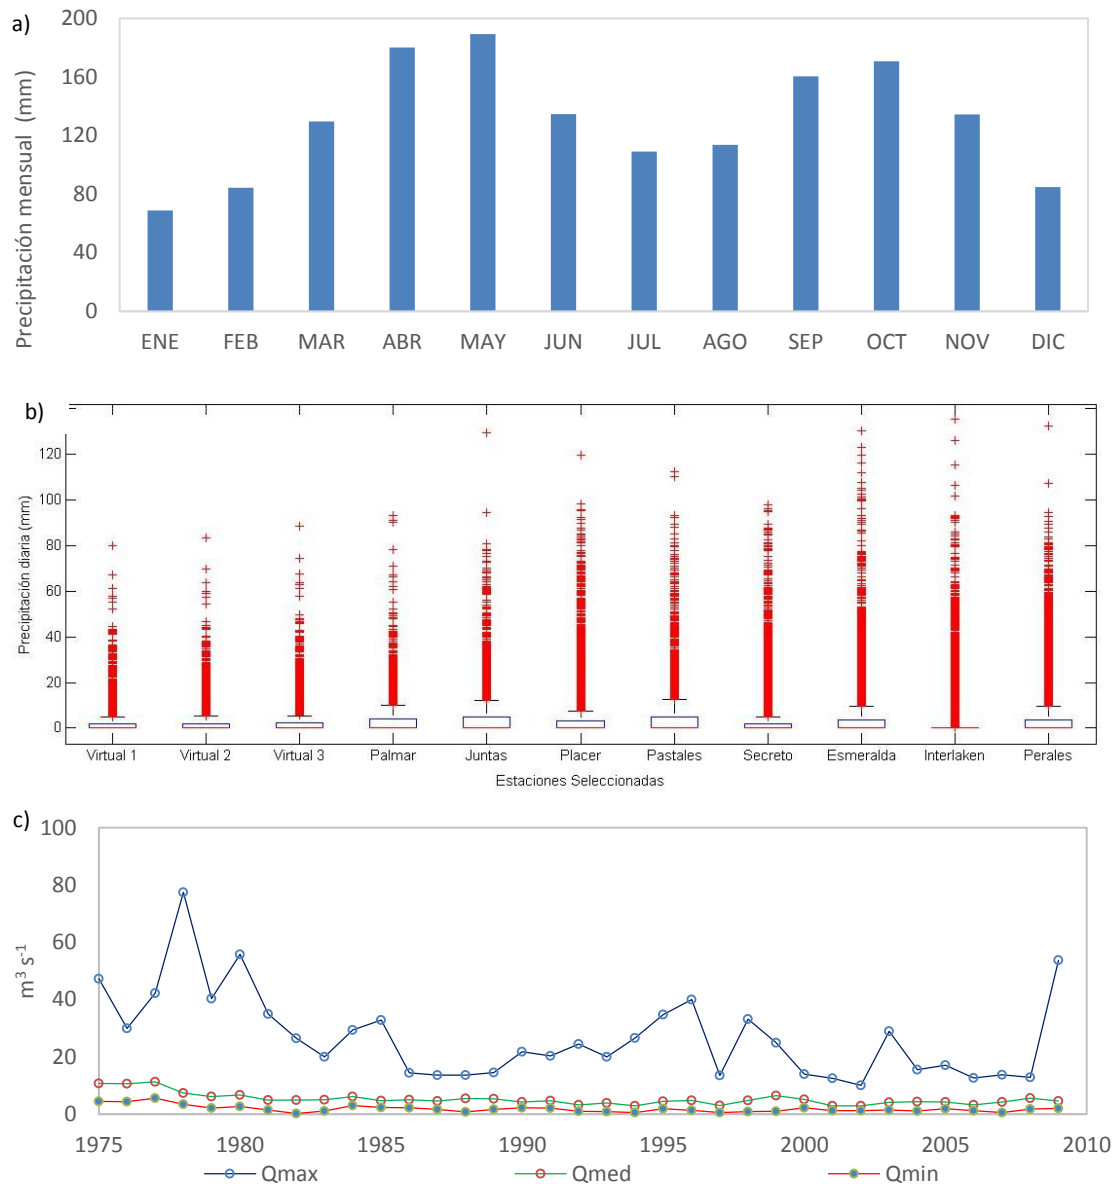 a)
Precipitación mensual (mm)
200
160
120
80
40
0
ENE FEB MAR ABR MAY JUN JUL AGO SEP OCT NOV DIC
b)
Precipitación diaria (mm)
120
100
80
60
40
20
0
Virtual 1 Virtual 2 Virtual 3 Palmar Juntas Placer Pastales Secreto Esmeralda Interlaken Perales
Estaciones Seleccionadas
c)
m³ s⁻¹
100
80
60
40
20
0
1975 1980 1985 1990 1995 2000 2005 2010
Qmax Qmed Qmin